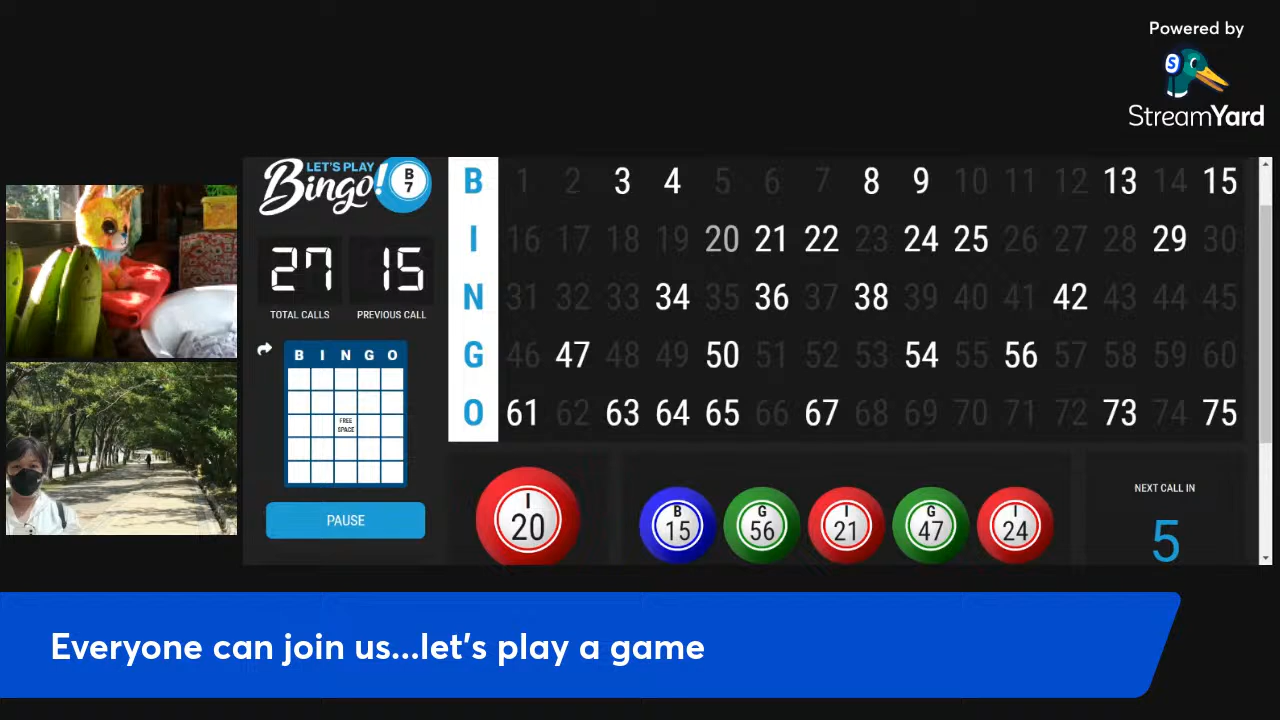 Powered by
S
StreamYard
LET'S PLAY
Bingo!
B
7
27
15
TOTAL CALLS
PREVIOUS CALL
B I N G O
FREE
SPACE
PAUSE
B 1 2 3 4 5 6 7 8 9 10 11 12 13 14 15
I 16 17 18 19 20 21 22 23 24 25 26 27 28 29 30
N 31 32 33 34 35 36 37 38 39 40 41 42 43 44 45
G 46 47 48 49 50 51 52 53 54 55 56 57 58 59 60
O 61 62 63 64 65 66 67 68 69 70 71 72 73 74 75
I
20
B
15
G
56
I
21
G
47
I
24
NEXT CALL IN
5
Everyone can join us...let's play a game